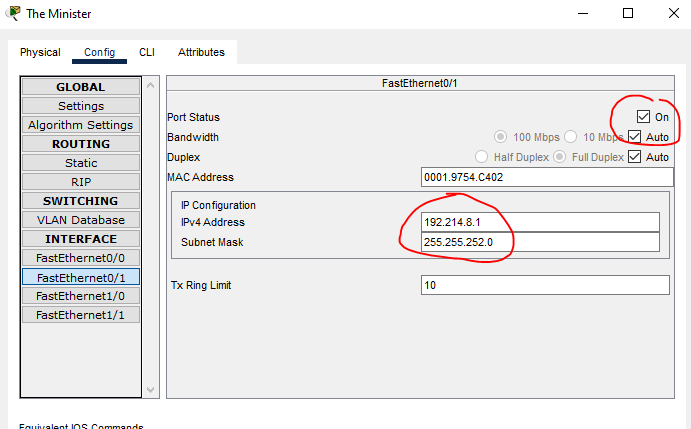 The Minister
Physical Config CLI Attributes
GLOBAL
Settings
Algorithm Settings
ROUTING
Static
RIP
SWITCHING
VLAN Database
INTERFACE
FastEthernet0/0
FastEthernet0/1
FastEthernet1/0
FastEthernet1/1
FastEthernet0/1
Port Status On
Bandwidth 100 Mbps 10 Mbps Auto
Duplex Half Duplex Full Duplex Auto
MAC Address 0001.9754.C402
IP Configuration
IPv4 Address 192.214.8.1
Subnet Mask 255.255.252.0
Tx Ring Limit 10
Equivalent IOS Commands